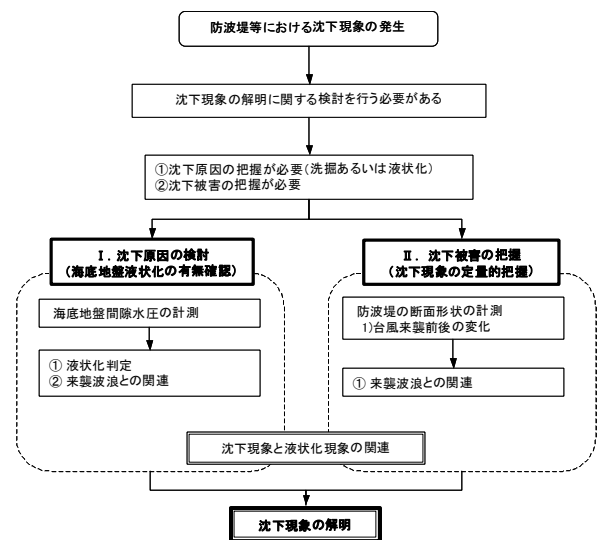 防波堤等における沈下現象の発生
沈下現象の解明に関する検討を行う必要がある
①沈下原因の把握が必要(洗掘あるいは液状化)
②沈下被害の把握が必要
Ⅰ. 沈下原因の検討
(海底地盤液状化の有無確認)
海底地盤間隙水圧の計測
① 液状化判定
② 来襲波浪との関連
Ⅱ. 沈下被害の把握
(沈下現象の定量的把握)
防波堤の断面形状の計測
1)台風来襲前後の変化
① 来襲波浪との関連
沈下現象と液状化現象の関連
沈下現象の解明